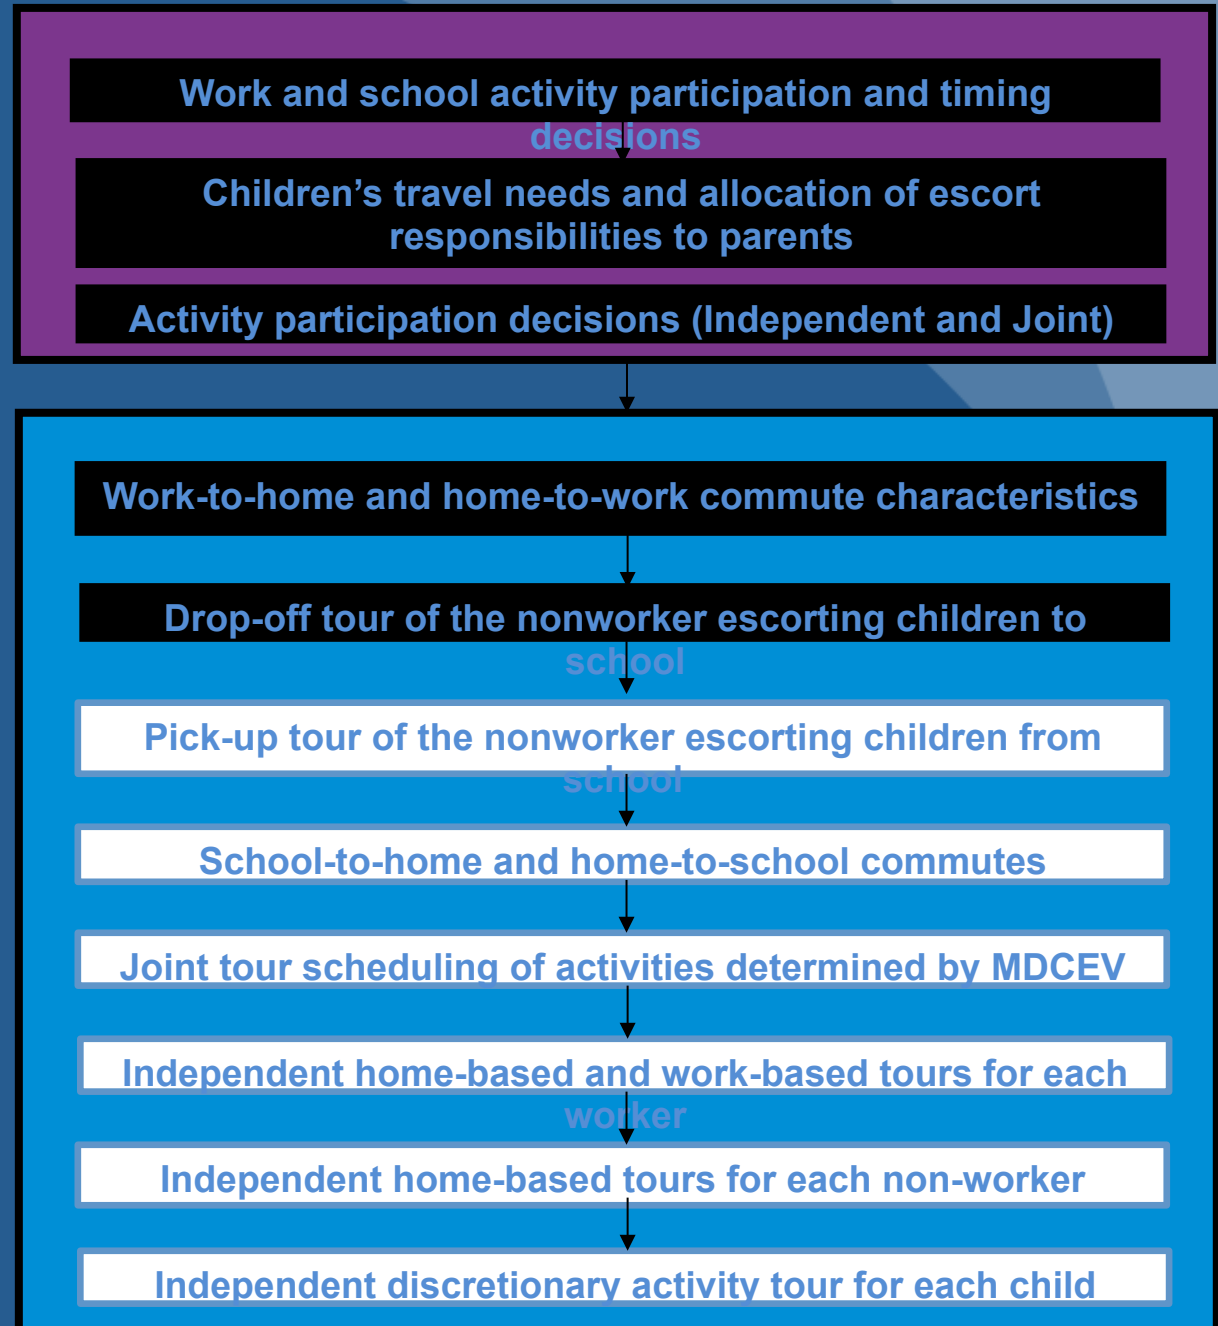 Work and school activity participation and timing
decisions
Children’s travel needs and allocation of escort
responsibilities to parents
Activity participation decisions (Independent and Joint)
Work-to-home and home-to-work commute characteristics
Drop-off tour of the nonworker escorting children to
school
Pick-up tour of the nonworker escorting children from
school
School-to-home and home-to-school commutes
Joint tour scheduling of activities determined by MDCEV
Independent home-based and work-based tours for each
worker
Independent home-based tours for each non-worker
Independent discretionary activity tour for each child